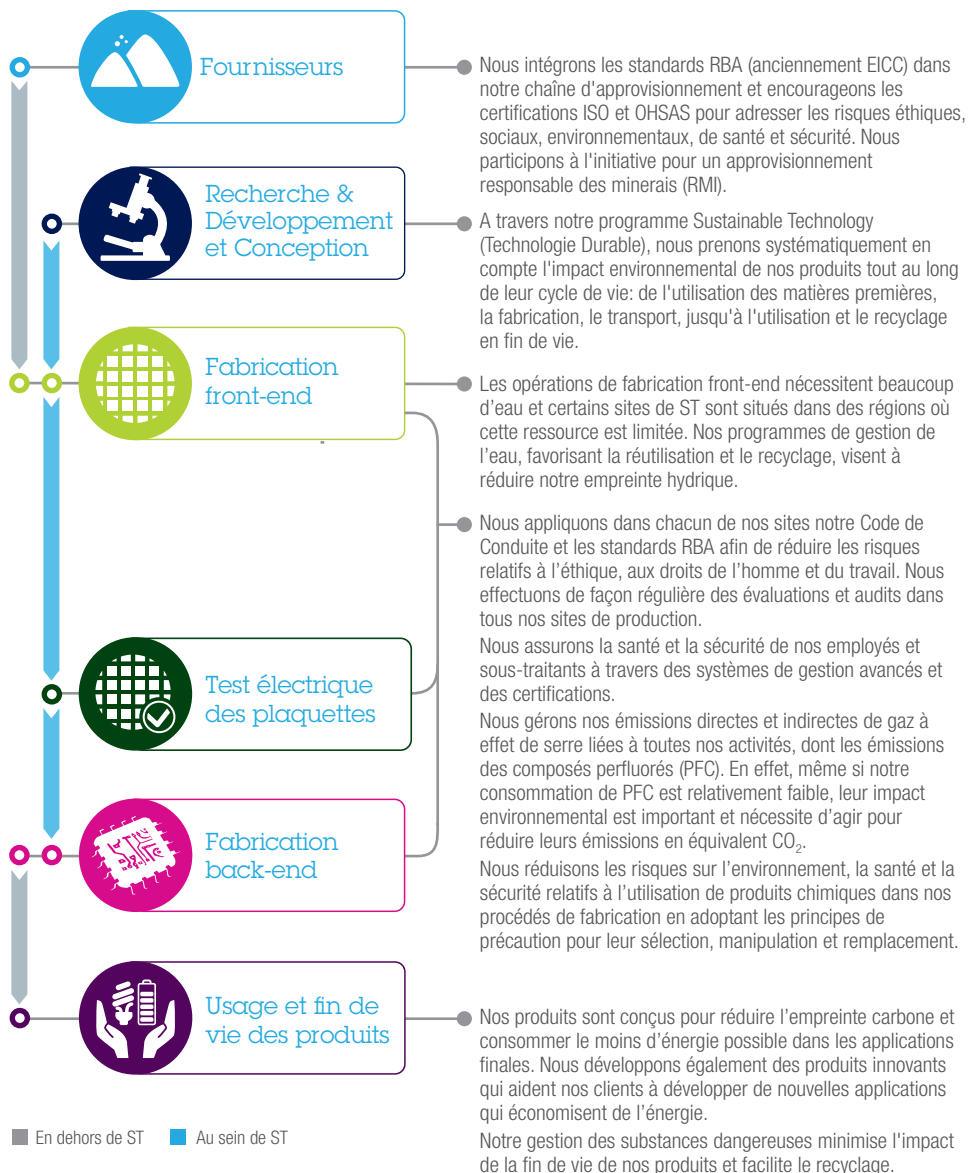 Fournisseurs
Nous intégrons les standards RBA (anciennement EICC) dans
notre chaîne d'approvisionnement et encourageons les
certifications ISO et OHSAS pour adresser les risques éthiques,
sociaux, environnementaux, de santé et sécurité. Nous
participons à l'initiative pour un approvisionnement
responsable des minerais (RMI).
Recherche &
Développement
et Conception
A travers notre programme Sustainable Technology
(Technologie Durable), nous prenons systématiquement en
compte l'impact environnemental de nos produits tout au long
de leur cycle de vie: de l'utilisation des matières premières,
la fabrication, le transport, jusqu'à l'utilisation et le recyclage
en fin de vie.
Fabrication
front-end
Les opérations de fabrication front-end nécessitent beaucoup
d’eau et certains sites de ST sont situés dans des régions où
cette ressource est limitée. Nos programmes de gestion de
l’eau, favorisant la réutilisation et le recyclage, visent à
réduire notre empreinte hydrique.
Nous appliquons dans chacun de nos sites notre Code de
Conduite et les standards RBA afin de réduire les risques
relatifs à l’éthique, aux droits de l’homme et du travail. Nous
effectuons de façon régulière des évaluations et audits dans
tous nos sites de production.
Nous assurons la santé et la sécurité de nos employés et
sous-traitants à travers des systèmes de gestion avancés et
des certifications.
Nous gérons nos émissions directes et indirectes de gaz à
effet de serre liées à toutes nos activités, dont les émissions
des composés perfluorés (PFC). En effet, même si notre
consommation de PFC est relativement faible, leur impact
environnemental est important et nécessite d’agir pour
réduire leurs émissions en équivalent CO₂.
Nous réduisons les risques sur l’environnement, la santé et la
sécurité relatifs à l’utilisation de produits chimiques dans nos
procédés de fabrication en adoptant les principes de
précaution pour leur sélection, manipulation et remplacement.
Test électrique
des plaquettes
Fabrication
back-end
Usage et fin de
vie des produits
Nos produits sont conçus pour réduire l’empreinte carbone et
consommer le moins d’énergie possible dans les applications
finales. Nous développons également des produits innovants
qui aident nos clients à développer de nouvelles applications
qui économisent de l’énergie.
Notre gestion des substances dangereuses minimise l'impact
de la fin de vie de nos produits et facilite le recyclage.
En dehors de ST
Au sein de ST